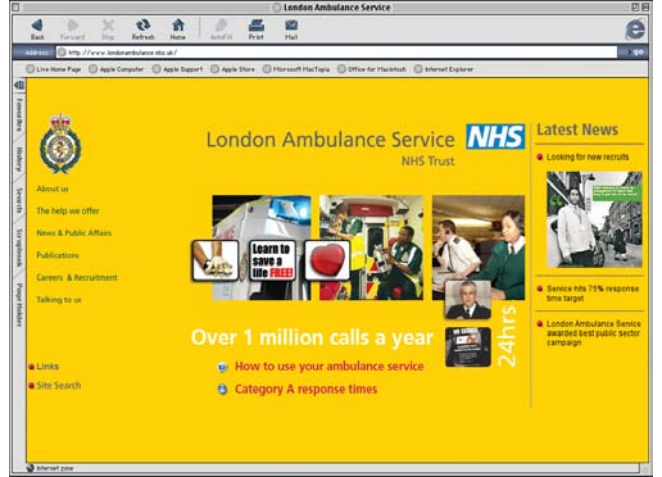 London Ambulance Service
Back Forward Stop Refresh Home AutoFill Print Mail
Address: http://www.londonambulance.nhs.uk/ go
Live Home Page Apple Computer Apple Support Apple Store Microsoft MacTopia Office for Macintosh Internet Explorer
Favorites
History
Search
Scrapbook
Page Holder
London Ambulance Service NHS
NHS Trust
About us
The help we offer
News & Public Affairs
Publications
Careers & Recruitment
Talking to us
Links
Site Search
Learn to
save a
life FREE!
Over 1 million calls a year
24hrs
How to use your ambulance service
Category A response times
Latest News
Looking for new recruits
Service hits 75% response
time target
London Ambulance Service
awarded best public sector
campaign
Internet zone